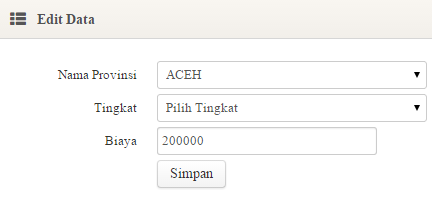 Edit Data
Nama Provinsi ACEH
Tingkat Pilih Tingkat
Biaya 200000
Simpan